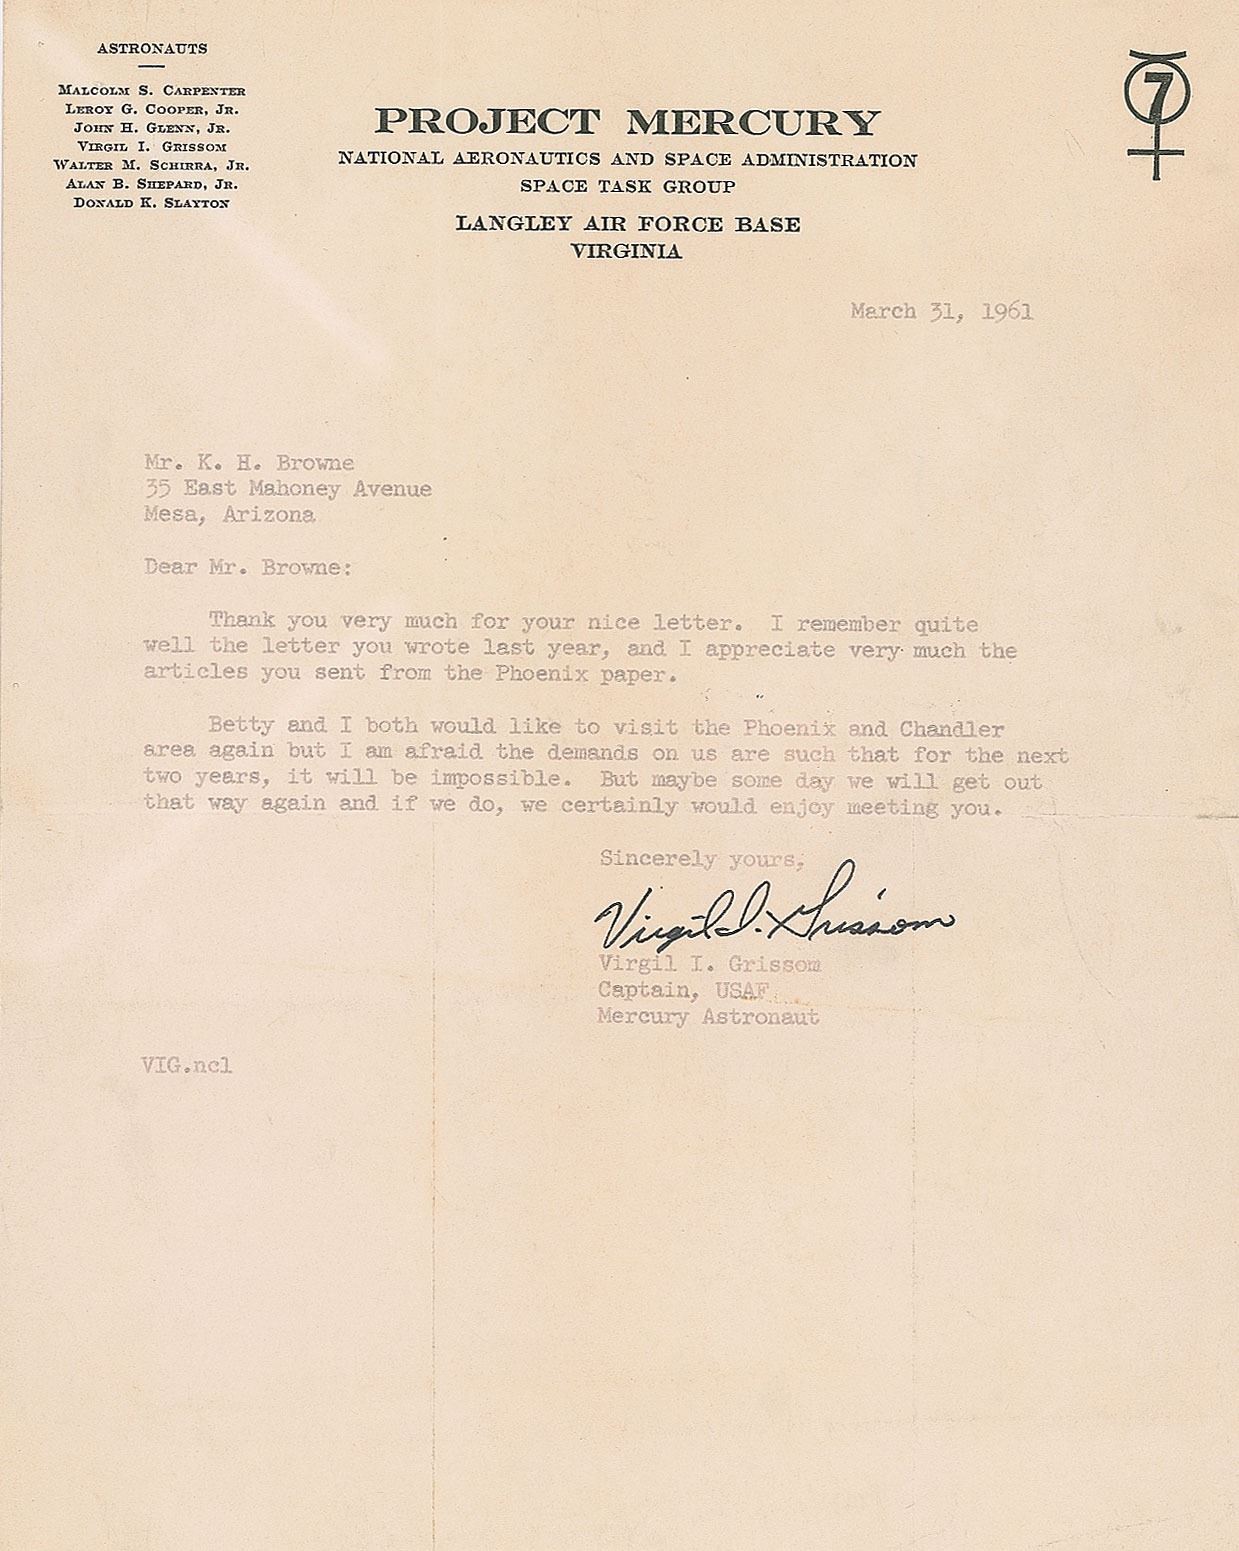 ASTRONAUTS
MALCOLM S. CARPENTER
LEROY G. COOPER, JR.
JOHN H. GLENN, JR.
VIRGIL I. GRISSOM
WALTER M. SCHIRRA, JR.
ALAN B. SHEPARD, JR.
DONALD K. SLAYTON
7
PROJECT MERCURY
NATIONAL AERONAUTICS AND SPACE ADMINISTRATION
SPACE TASK GROUP
LANGLEY AIR FORCE BASE
VIRGINIA
March 31, 1961
Mr. K. H. Browne
35 East Mahoney Avenue
Mesa, Arizona
Dear Mr. Browne:
Thank you very much for your nice letter. I remember quite
well the letter you wrote last year, and I appreciate very much the
articles you sent from the Phoenix paper.
Betty and I both would like to visit the Phoenix and Chandler
area again but I am afraid the demands on us are such that for the next
two years, it will be impossible. But maybe some day we will get out
that way again and if we do, we certainly would enjoy meeting you.
Sincerely yours,
Virgil I. Grissom
Virgil I. Grissom
Captain, USAF
Mercury Astronaut
VIG.ncl